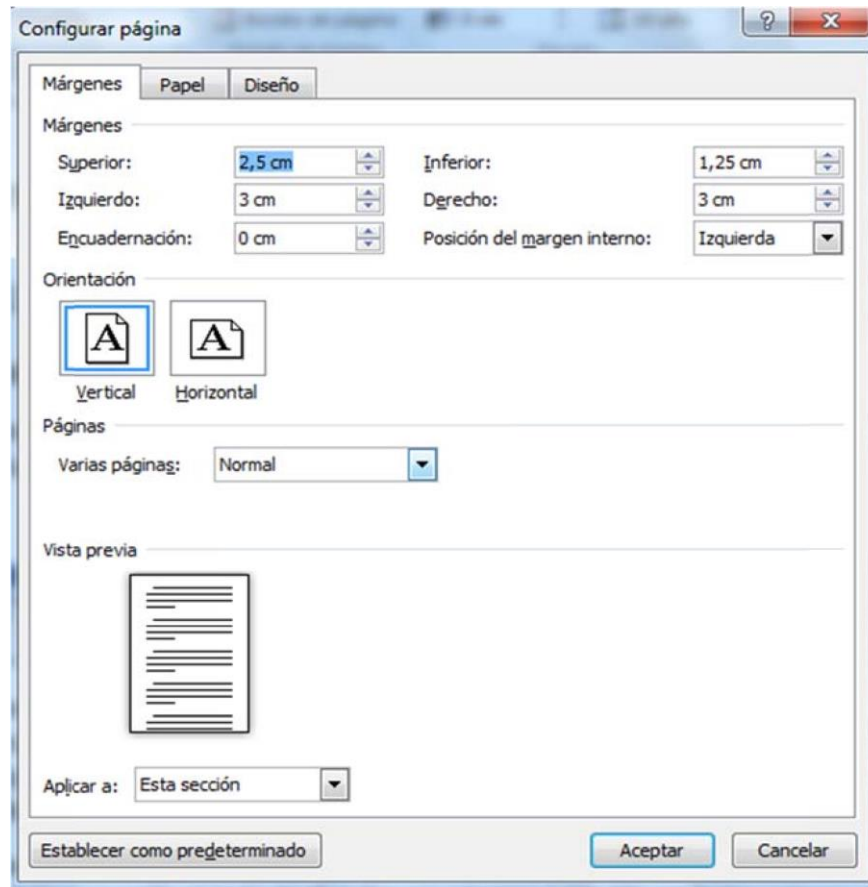 Configurar página
Márgenes Papel Diseño
Márgenes
Superior: 2,5 cm Inferior: 1,25 cm
Izquierdo: 3 cm Derecho: 3 cm
Encuadernación: 0 cm Posición del margen interno: Izquierda
Orientación
A A
Vertical Horizontal
Páginas
Varias páginas: Normal
Vista previa
Aplicar a: Esta sección
Establecer como predeterminado Aceptar Cancelar